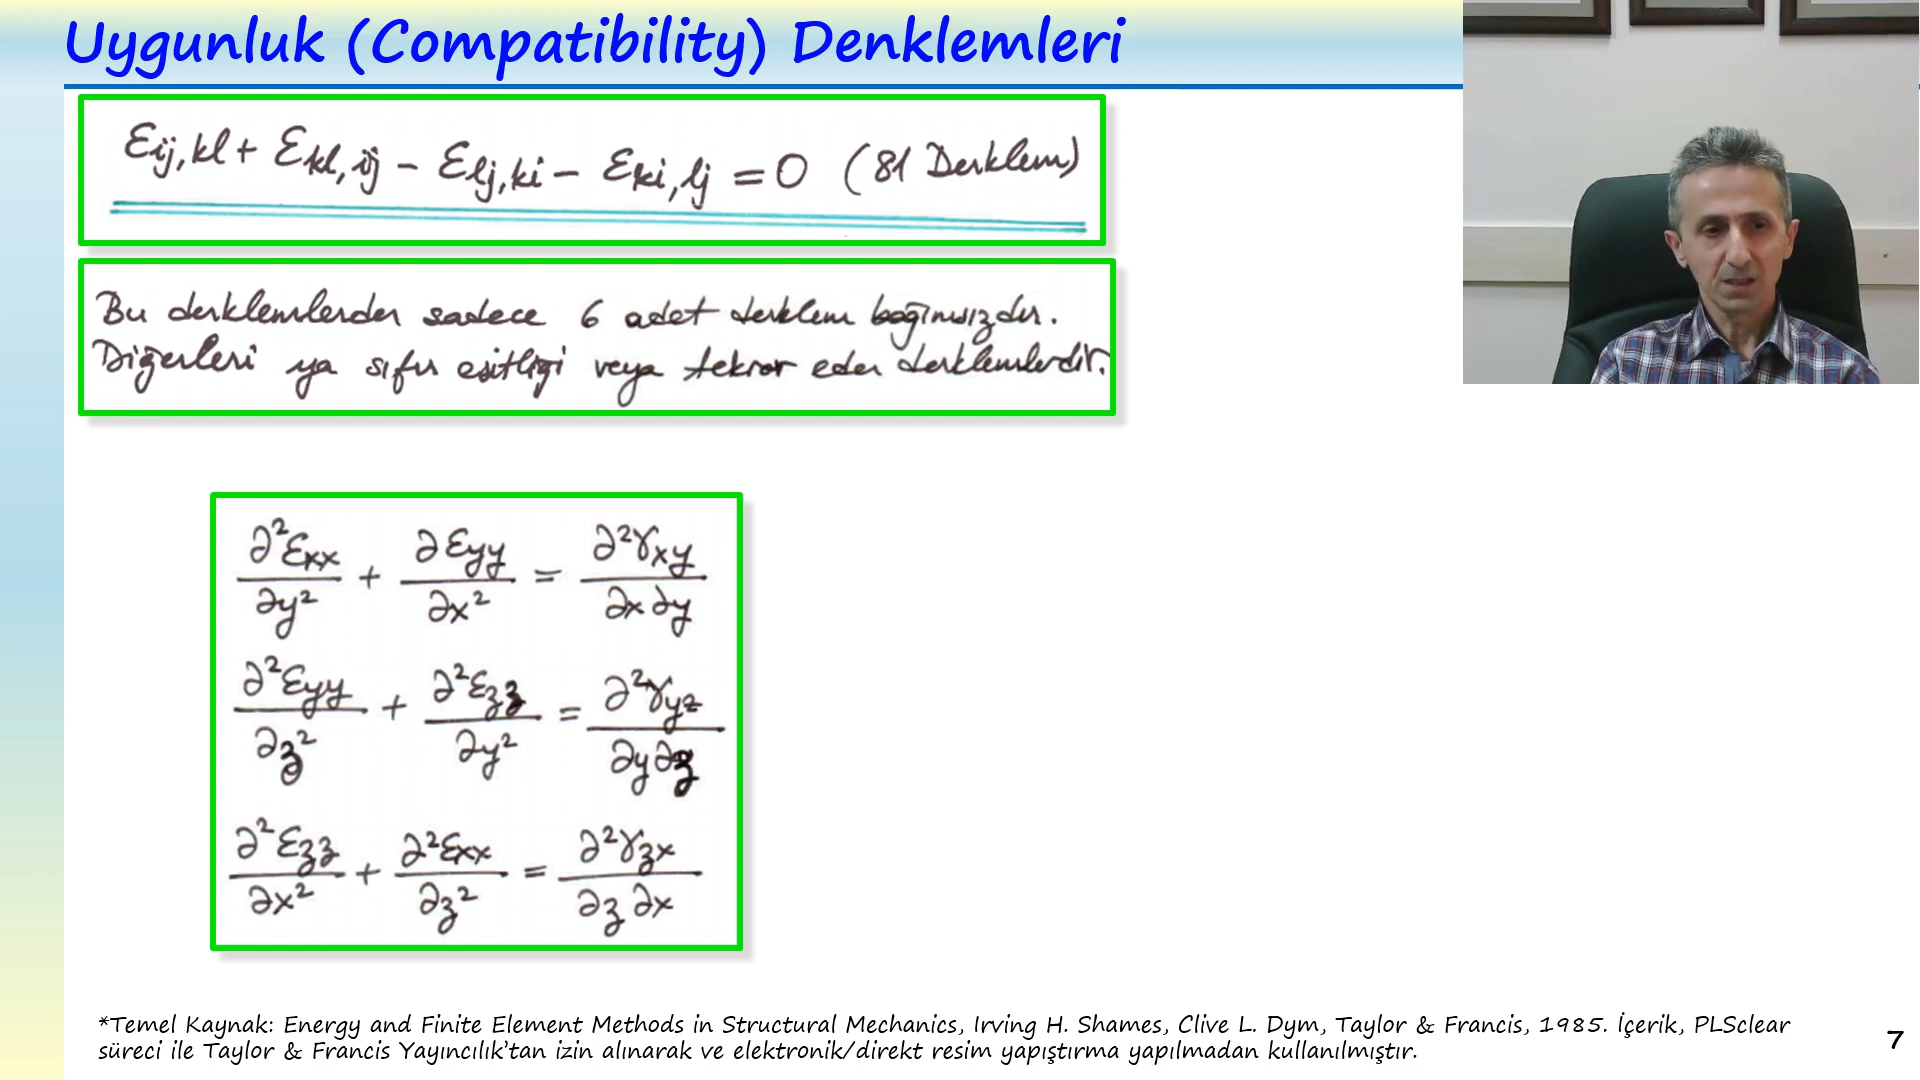 Uygunluk (Compatibility) Denklemleri
εij,kl + εkl,ij − εlj,ki − εki,lj = 0 (81 Denklem)
Bu denklemlerden sadece 6 adet denklem bağımsızdır.
Diğerleri ya sıfır eşitliği veya tekrar eden denklemlerdir.
∂²εxx/∂y² + ∂εyy/∂x² = ∂²γxy/∂x∂y
∂²εyy/∂z² + ∂²εzz/∂y² = ∂²γyz/∂y∂z
∂²εzz/∂x² + ∂²εxx/∂z² = ∂²γzx/∂z∂x
*Temel Kaynak: Energy and Finite Element Methods in Structural Mechanics, Irving H. Shames, Clive L. Dym, Taylor & Francis, 1985. İçerik, PLSclear
süreci ile Taylor & Francis Yayıncılık'tan izin alınarak ve elektronik/direkt resim yapıştırma yapılmadan kullanılmıştır.
7